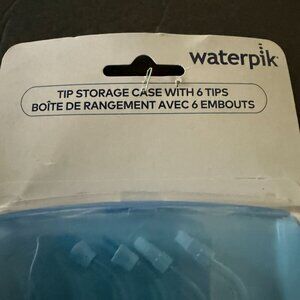 waterpik
TIP STORAGE CASE WITH 6 TIPS
BOÎTE DE RANGEMENT AVEC 6 EMBOUTS